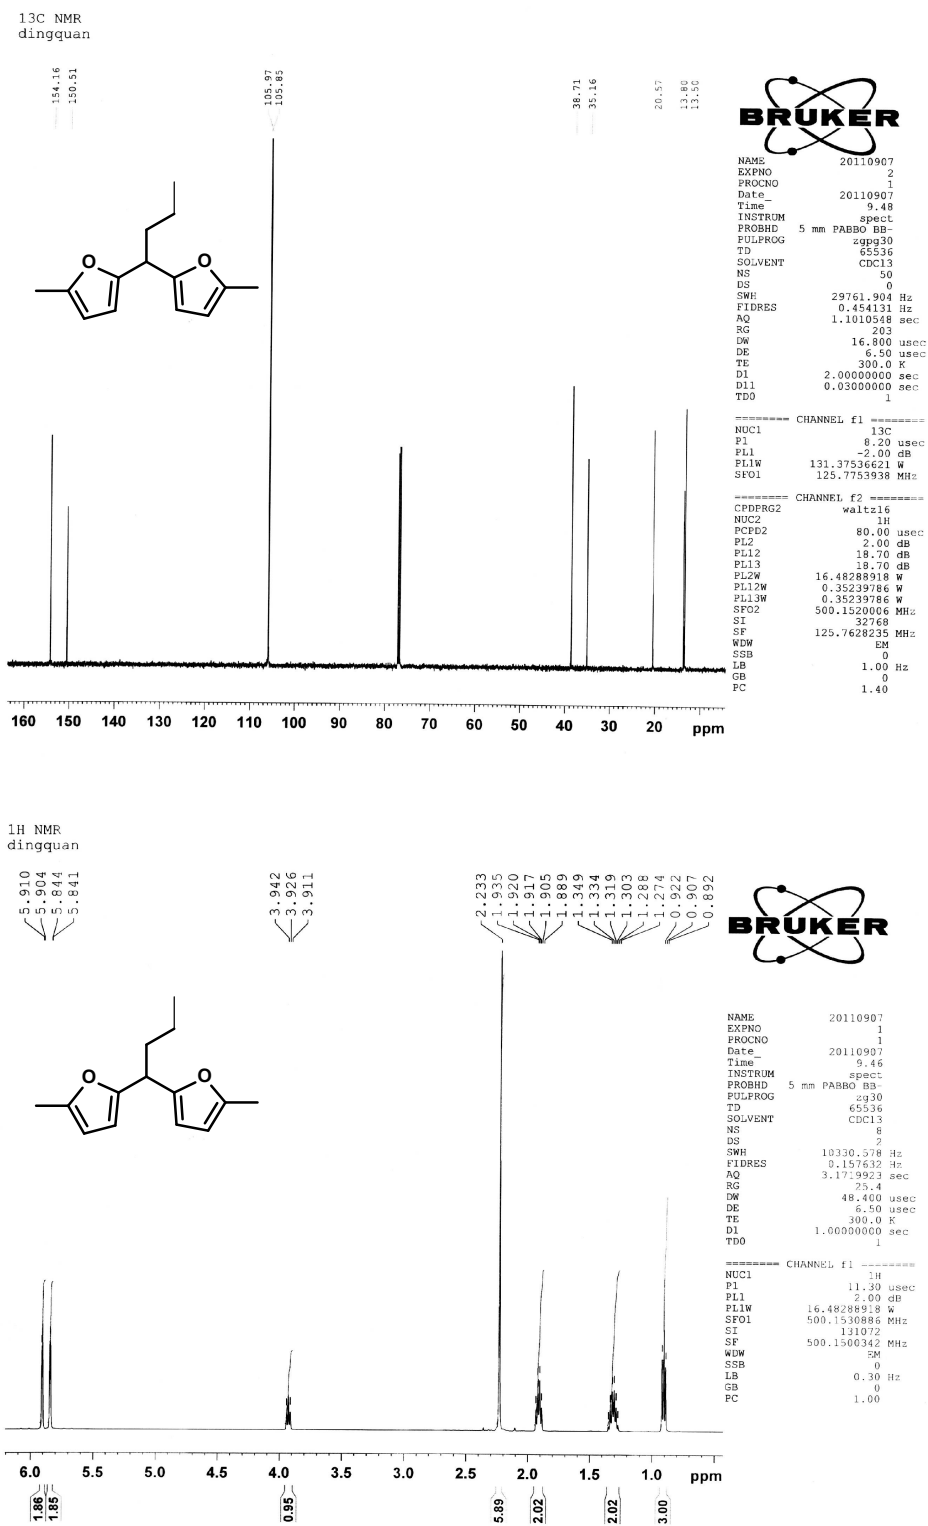 13C NMR
dingquan
154.16
150.51
105.97
105.85
38.71
35.16
20.57
13.80
13.50
BRUKER
NAME 20110907
EXPNO 2
PROCNO 1
Date_ 20110907
Time 9.48
INSTRUM spect
PROBHD 5 mm PABBO BB-
PULPROG zgpg30
TD 65536
SOLVENT CDCl3
NS 50
DS 0
SWH 29761.904 Hz
FIDRES 0.454131 Hz
AQ 1.1010548 sec
RG 203
DW 16.800 usec
DE 6.50 usec
TE 300.0 K
D1 2.00000000 sec
D11 0.03000000 sec
TD0 1
======== CHANNEL f1 ========
NUC1 13C
P1 8.20 usec
PL1 -2.00 dB
PL1W 131.37536621 W
SFO1 125.7753938 MHz
======== CHANNEL f2 ========
CPDPRG2 waltz16
NUC2 1H
PCPD2 80.00 usec
PL2 2.00 dB
PL12 18.70 dB
PL13 18.70 dB
PL2W 16.48288918 W
PL12W 0.35239786 W
PL13W 0.35239786 W
SFO2 500.1520006 MHz
SI 32768
SF 125.7628235 MHz
WDW EM
SSB 0
LB 1.00 Hz
GB 0
PC 1.40
O O
160 150 140 130 120 110 100 90 80 70 60 50 40 30 20 ppm
1H NMR
dingquan
5.910
5.904
5.844
5.841
3.942
3.926
3.911
2.233
1.935
1.920
1.917
1.905
1.889
1.349
1.334
1.319
1.303
1.288
1.274
0.922
0.907
0.892
BRUKER
NAME 20110907
EXPNO 1
PROCNO 1
Date_ 20110907
Time 9.46
INSTRUM spect
PROBHD 5 mm PABBO BB-
PULPROG zg30
TD 65536
SOLVENT CDCl3
NS 8
DS 2
SWH 10330.578 Hz
FIDRES 0.157632 Hz
AQ 3.1719923 sec
RG 25.4
DW 48.400 usec
DE 6.50 usec
TE 300.0 K
D1 1.00000000 sec
TD0 1
======== CHANNEL f1 ========
NUC1 1H
P1 11.30 usec
PL1 2.00 dB
PL1W 16.48288918 W
SFO1 500.1530886 MHz
SI 131072
SF 500.1500342 MHz
WDW EM
SSB 0
LB 0.30 Hz
GB 0
PC 1.00
O O
6.0 5.5 5.0 4.5 4.0 3.5 3.0 2.5 2.0 1.5 1.0 ppm
1.86
1.85
0.95
5.89
2.02
2.02
3.00